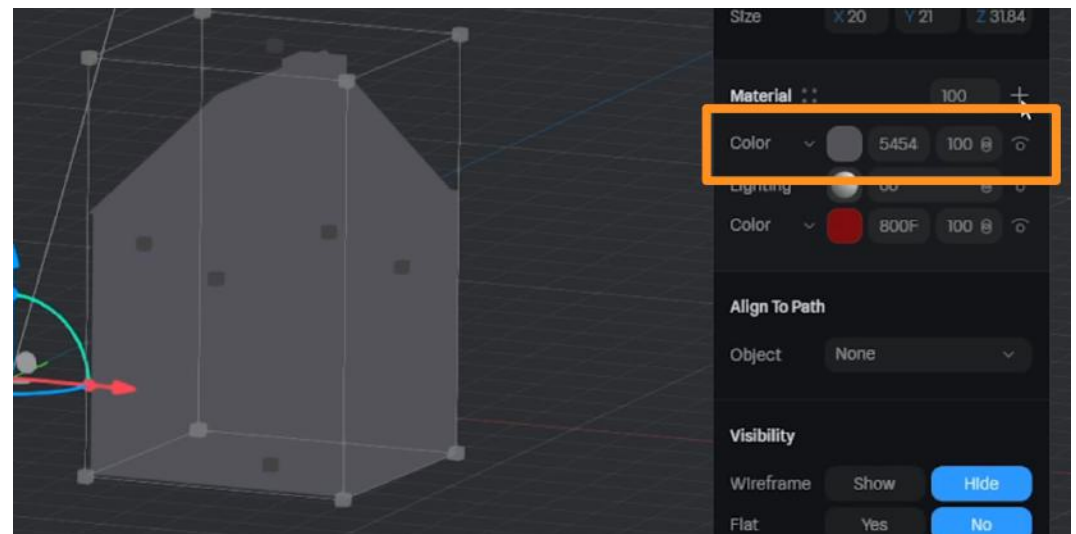 Size X 20 Y 21 Z 31.84
Material 100
Color 5454 100
Lighting
Color 800F 100
Align To Path
Object None
Visibility
Wireframe Show Hide
Flat Yes No